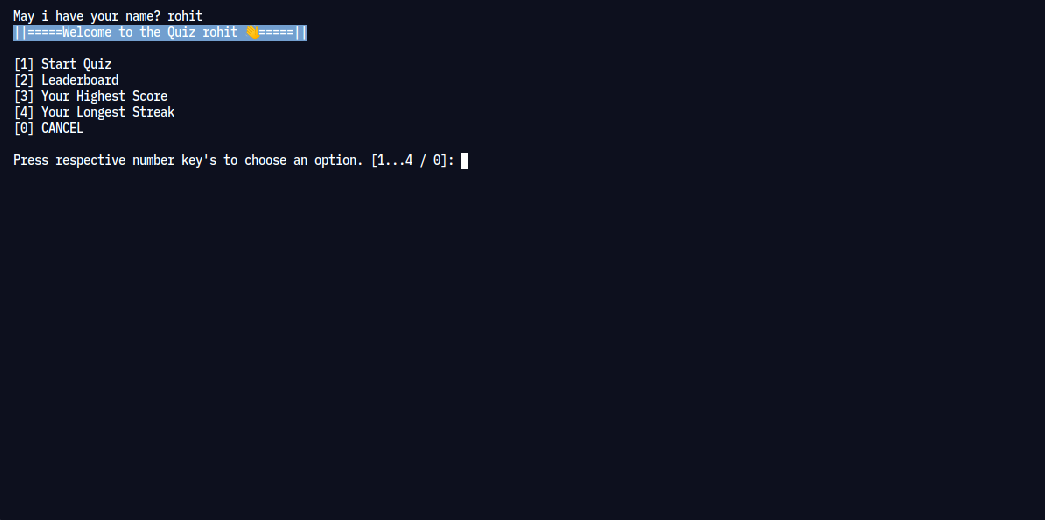 May i have your name? rohit
||=====Welcome to the Quiz rohit 👋=====||
[1] Start Quiz
[2] Leaderboard
[3] Your Highest Score
[4] Your Longest Streak
[0] CANCEL
Press respective number key's to choose an option. [1...4 / 0]: